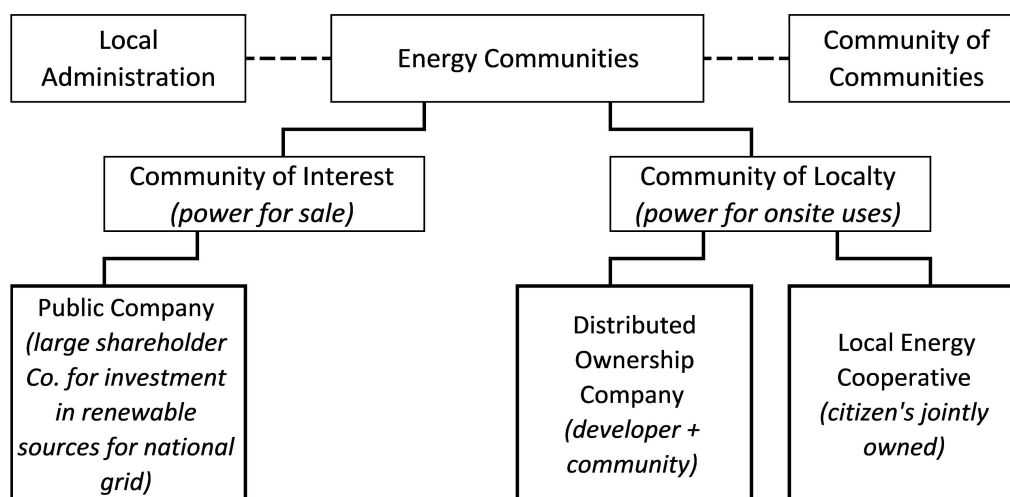 Local
Administration
Energy Communities
Community of
Communities
Community of Interest
(power for sale)
Community of Localty
(power for onsite uses)
Public Company
(large shareholder
Co. for investment
in renewable
sources for national
grid)
Distributed
Ownership
Company
(developer +
community)
Local Energy
Cooperative
(citizen's jointly
owned)